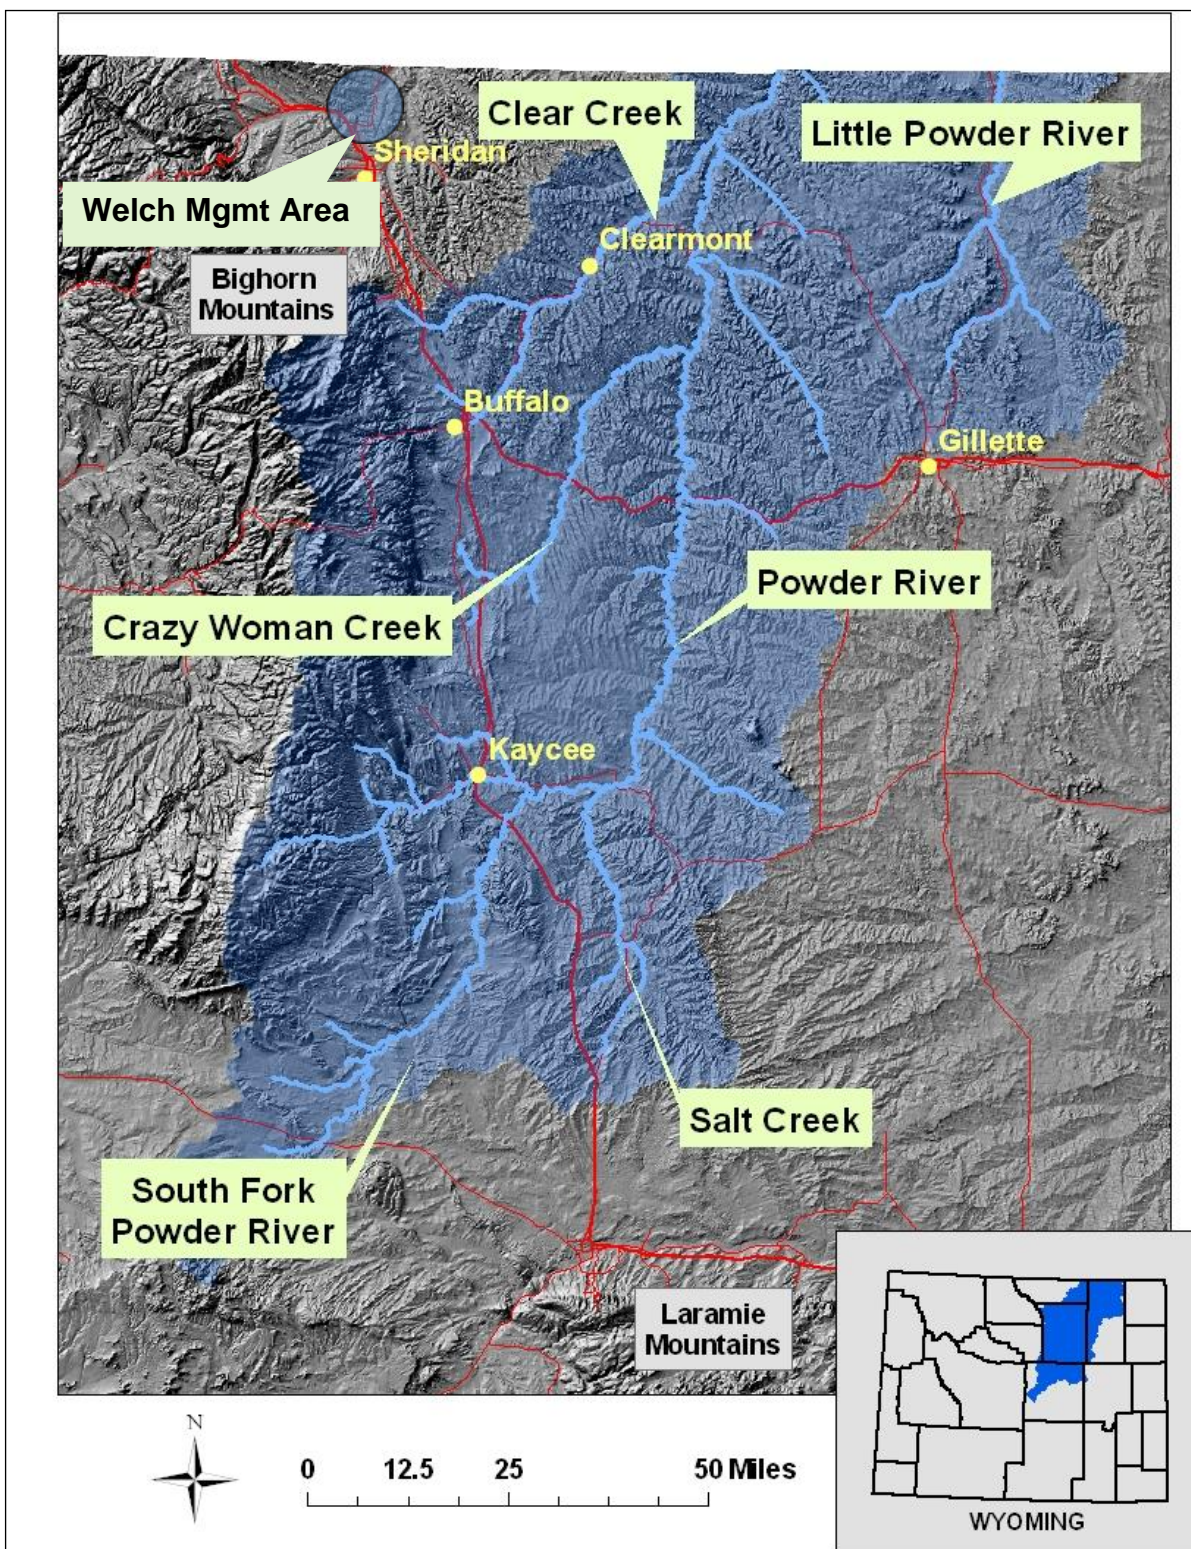 Clear Creek
Little Powder River
Sheridan
Welch Mgmt Area
Clearmont
Bighorn
Mountains
Buffalo
Gillette
Powder River
Crazy Woman Creek
Kaycee
Salt Creek
South Fork
Powder River
Laramie
Mountains
N
0 12.5 25 50 Miles
WYOMING